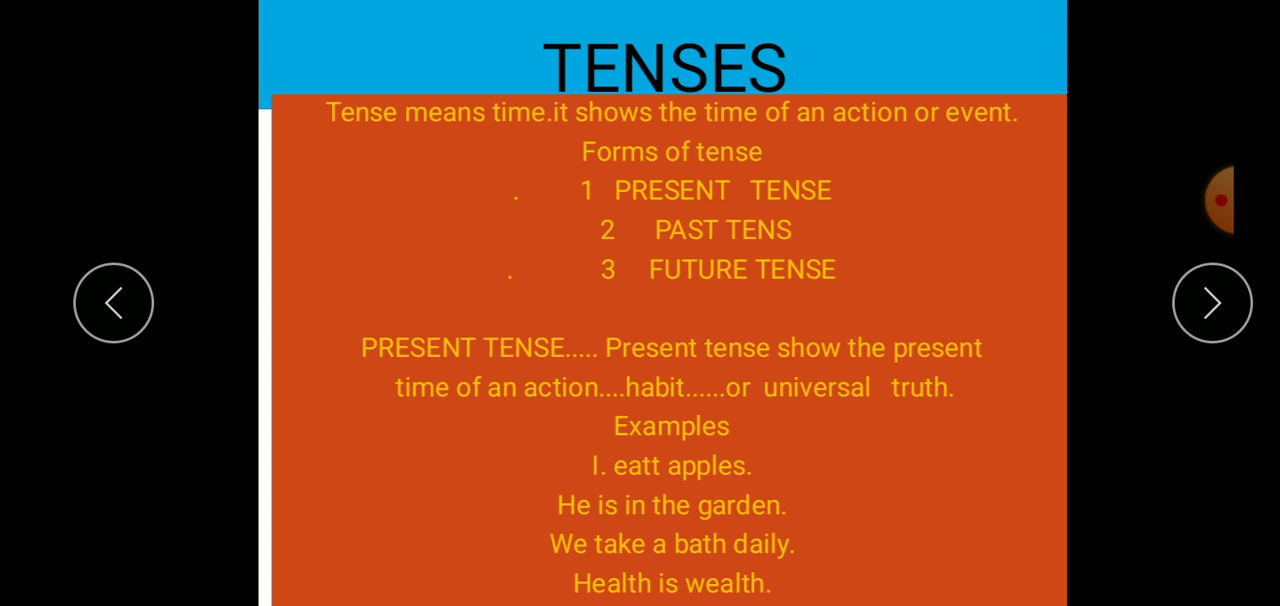 TENSES
Tense means time.it shows the time of an action or event.
Forms of tense
. 1 PRESENT TENSE
2 PAST TENS
. 3 FUTURE TENSE
PRESENT TENSE..... Present tense show the present
time of an action....habit......or universal truth.
Examples
I. eatt apples.
He is in the garden.
We take a bath daily.
Health is wealth.